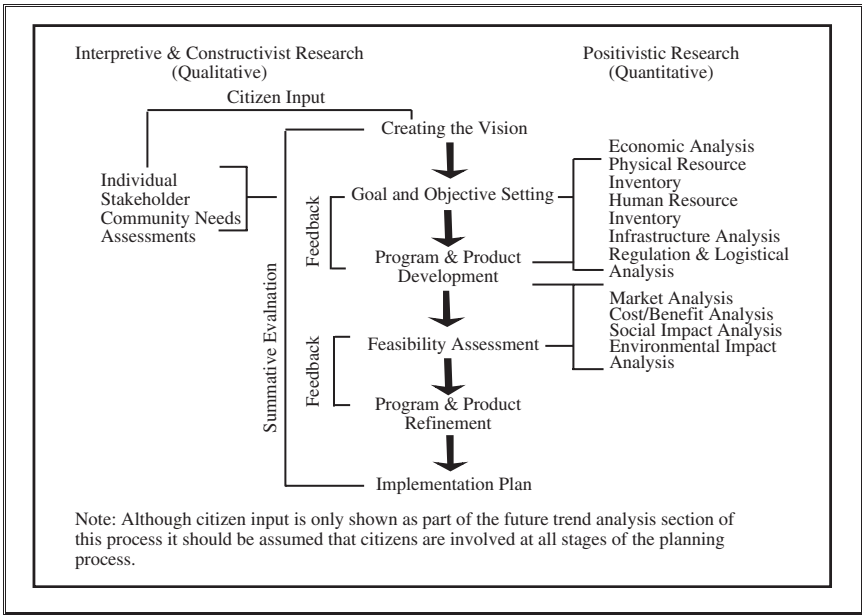 Interpretive & Constructivist Research
(Qualitative)
Positivistic Research
(Quantitative)
Citizen Input
Creating the Vision
Individual
Stakeholder
Community Needs
Assessments
Goal and Objective Setting
Economic Analysis
Physical Resource
Inventory
Human Resource
Inventory
Infrastructure Analysis
Regulation & Logistical
Analysis
Feedback
Program & Product
Development
Market Analysis
Cost/Benefit Analysis
Social Impact Analysis
Environmental Impact
Analysis
Summative Evalnation
Feedback
Feasibility Assessment
Program & Product
Refinement
Implementation Plan
Note: Although citizen input is only shown as part of the future trend analysis section of
this process it should be assumed that citizens are involved at all stages of the planning
process.